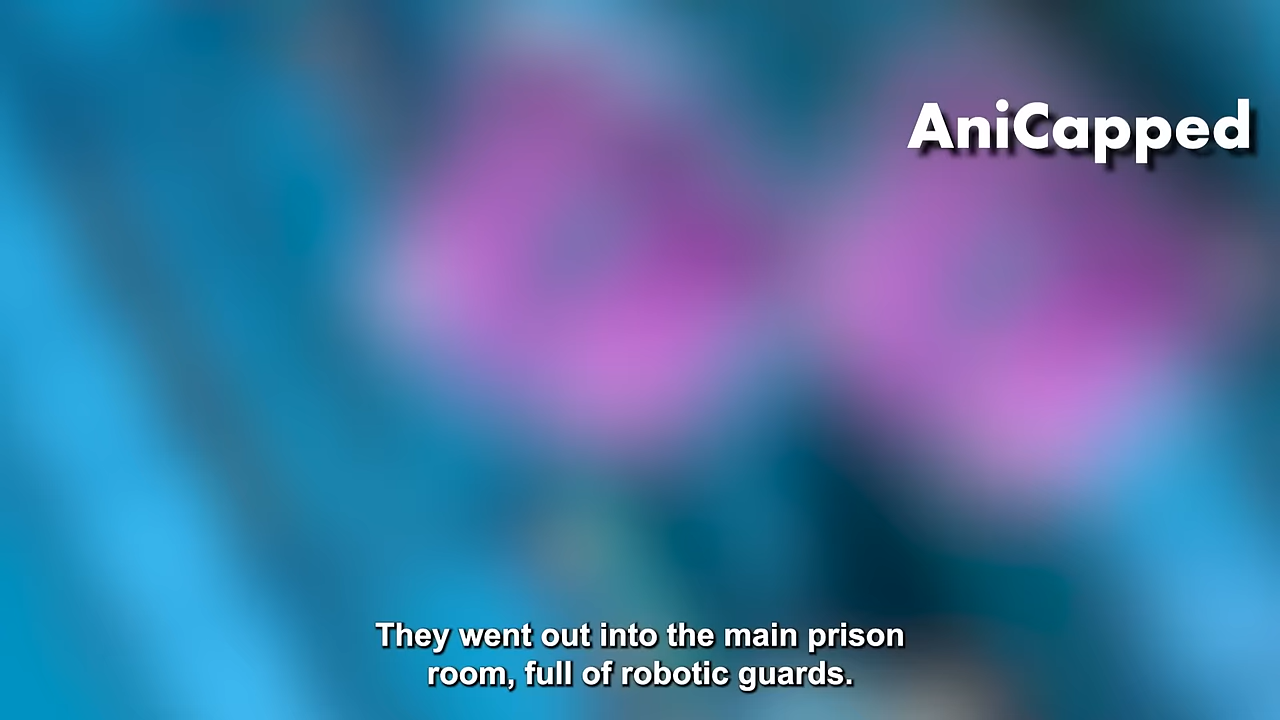 AniCapped
They went out into the main prison
room, full of robotic guards.